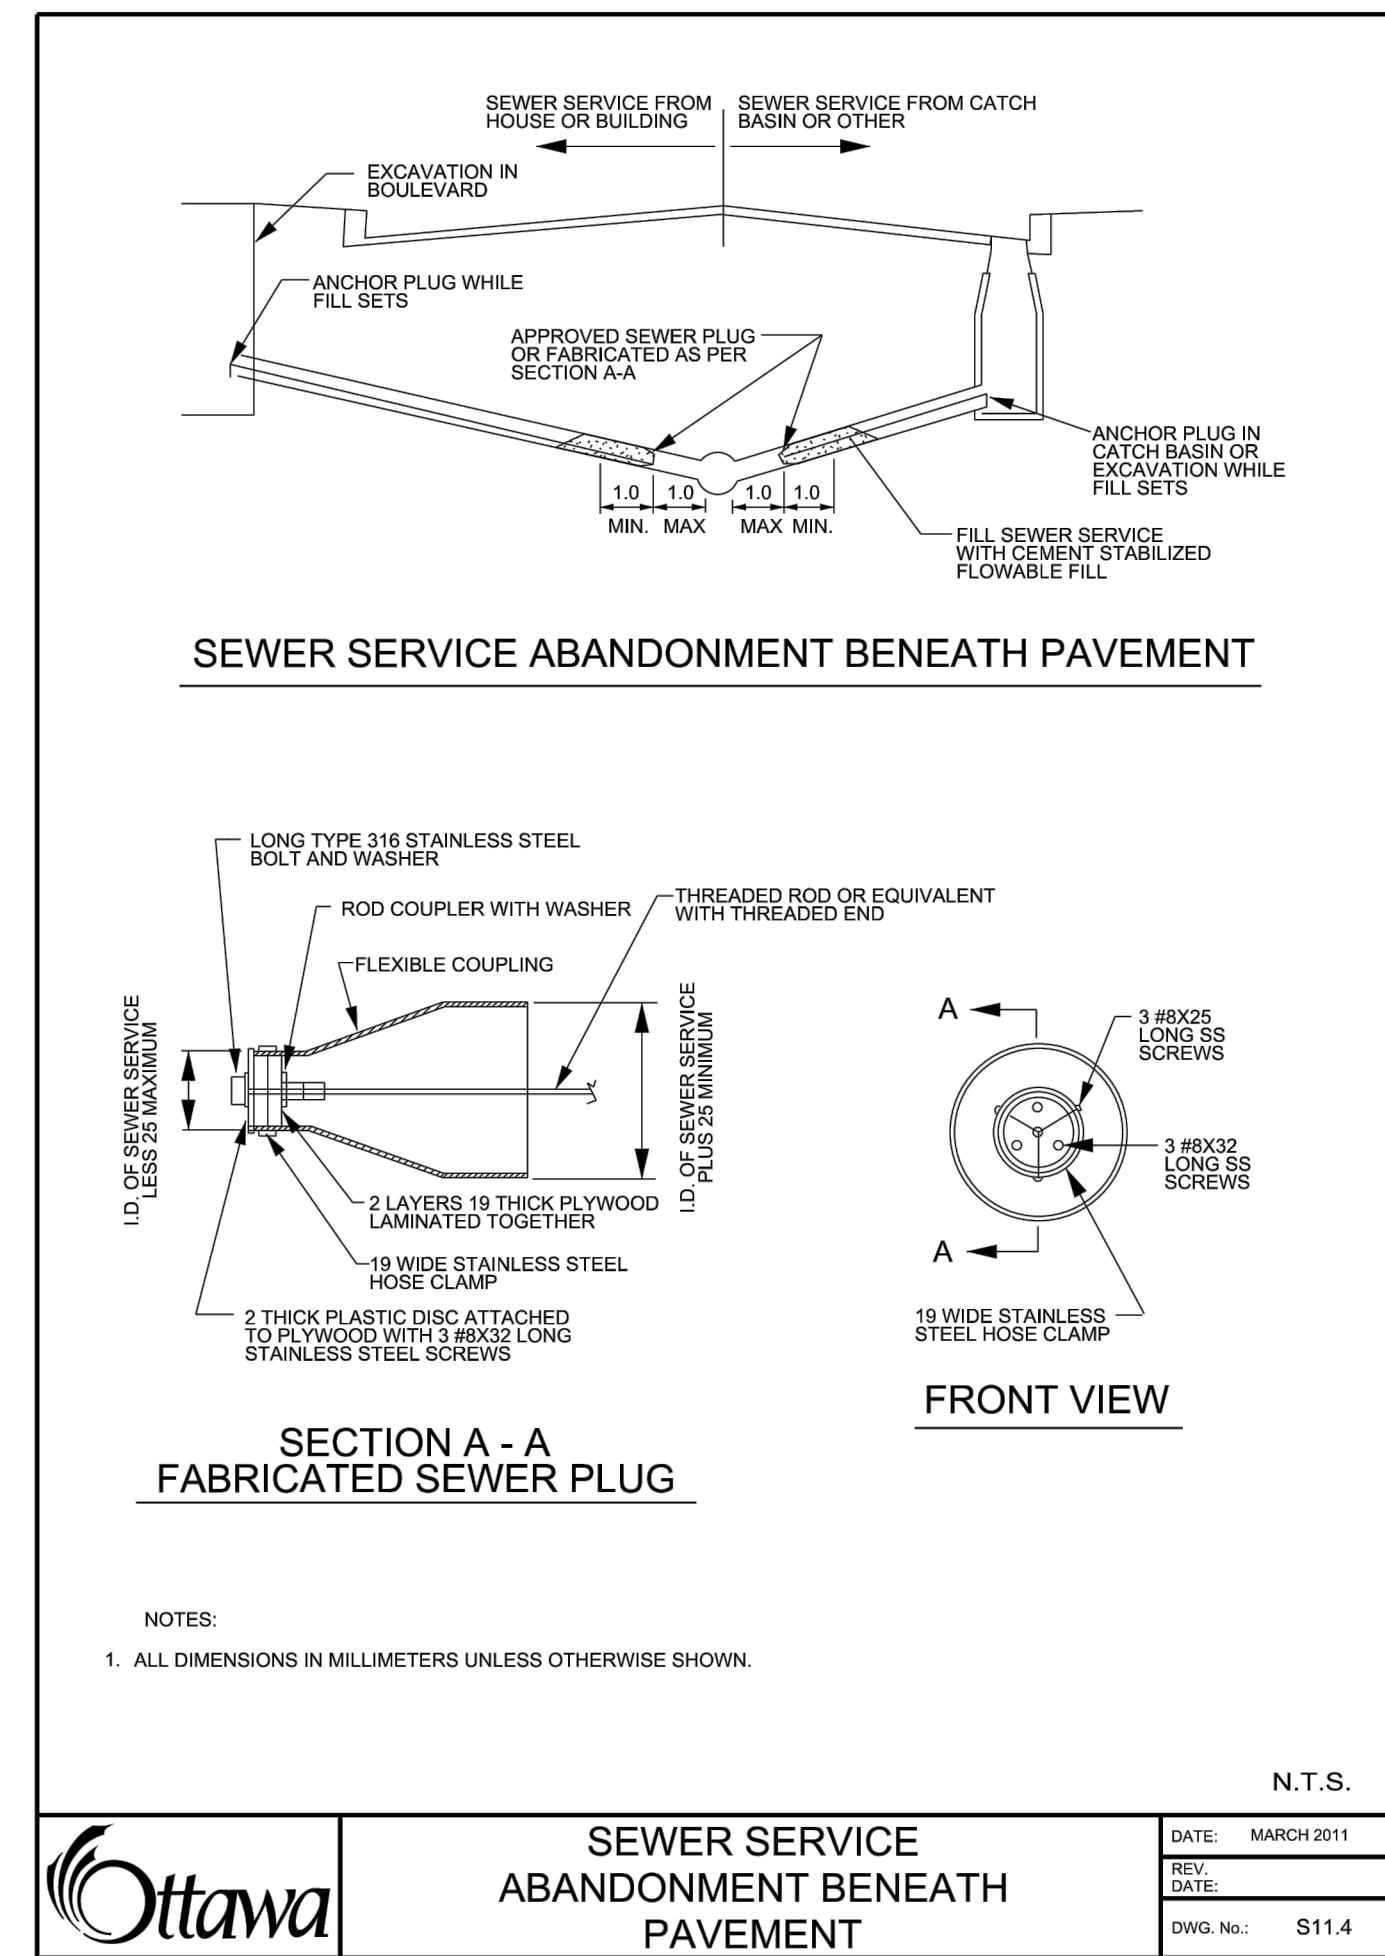 SEWER SERVICE FROM
HOUSE OR BUILDING
SEWER SERVICE FROM CATCH
BASIN OR OTHER
EXCAVATION IN
BOULEVARD
ANCHOR PLUG WHILE
FILL SETS
APPROVED SEWER PLUG
OR FABRICATED AS PER
SECTION A-A
ANCHOR PLUG IN
CATCH BASIN OR
EXCAVATION WHILE
FILL SETS
1.0
1.0
1.0
1.0
MIN.
MAX
MAX
MIN.
FILL SEWER SERVICE
WITH CEMENT STABILIZED
FLOWABLE FILL
SEWER SERVICE ABANDONMENT BENEATH PAVEMENT
LONG TYPE 316 STAINLESS STEEL
BOLT AND WASHER
ROD COUPLER WITH WASHER
THREADED ROD OR EQUIVALENT
WITH THREADED END
FLEXIBLE COUPLING
I.D. OF SEWER SERVICE
LESS 25 MAXIMUM
I.D. OF SEWER SERVICE
PLUS 25 MINIMUM
2 LAYERS 19 THICK PLYWOOD
LAMINATED TOGETHER
19 WIDE STAINLESS STEEL
HOSE CLAMP
2 THICK PLASTIC DISC ATTACHED
TO PLYWOOD WITH 3 #8X32 LONG
STAINLESS STEEL SCREWS
SECTION A - A
FABRICATED SEWER PLUG
A
3 #8X25
LONG SS
SCREWS
3 #8X32
LONG SS
SCREWS
A
19 WIDE STAINLESS
STEEL HOSE CLAMP
FRONT VIEW
NOTES:
1. ALL DIMENSIONS IN MILLIMETERS UNLESS OTHERWISE SHOWN.
N.T.S.
Ottawa
SEWER SERVICE
ABANDONMENT BENEATH
PAVEMENT
DATE: MARCH 2011
REV.
DATE:
DWG. No.: S11.4